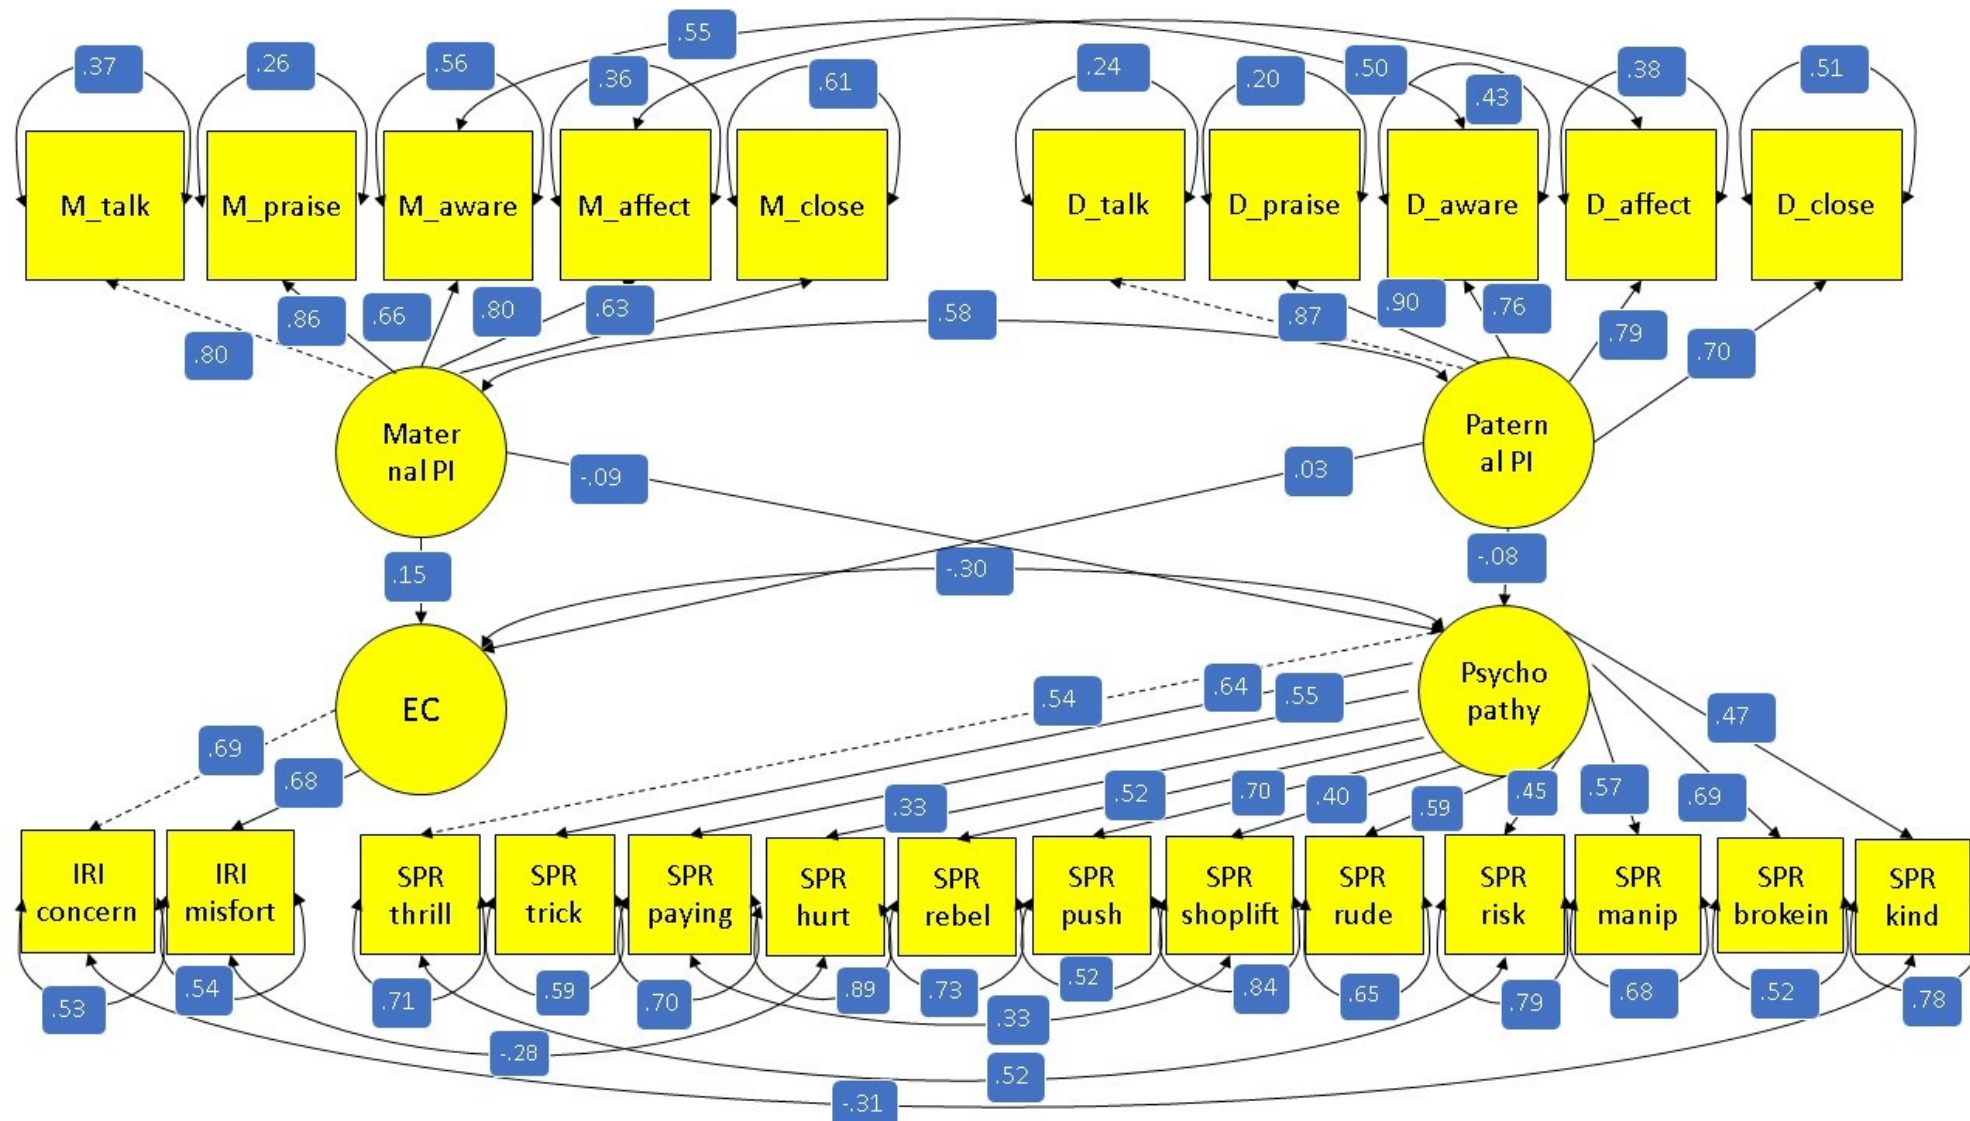 .55
.37
.26
.56
.36
.61
.24
.20
.50
.43
.38
.51
M_talk
M_praise
M_aware
M_affect
M_close
D_talk
D_praise
D_aware
D_affect
D_close
.80
.86
.66
.80
.63
.58
.87
.90
.76
.79
.70
Mater
nal PI
Patern
al PI
-.09
.03
.15
-.30
-.08
EC
Psycho
pathy
.69
.68
.54
.64
.55
.47
.33
.52
.70
.40
.59
.45
.57
.69
IRI
concern
IRI
misfort
SPR
thrill
SPR
trick
SPR
paying
SPR
hurt
SPR
rebel
SPR
push
SPR
shoplift
SPR
rude
SPR
risk
SPR
manip
SPR
brokein
SPR
kind
.53
.54
.71
.59
.70
.89
.73
.52
.84
.65
.79
.68
.52
.78
.33
-.28
.52
-.31